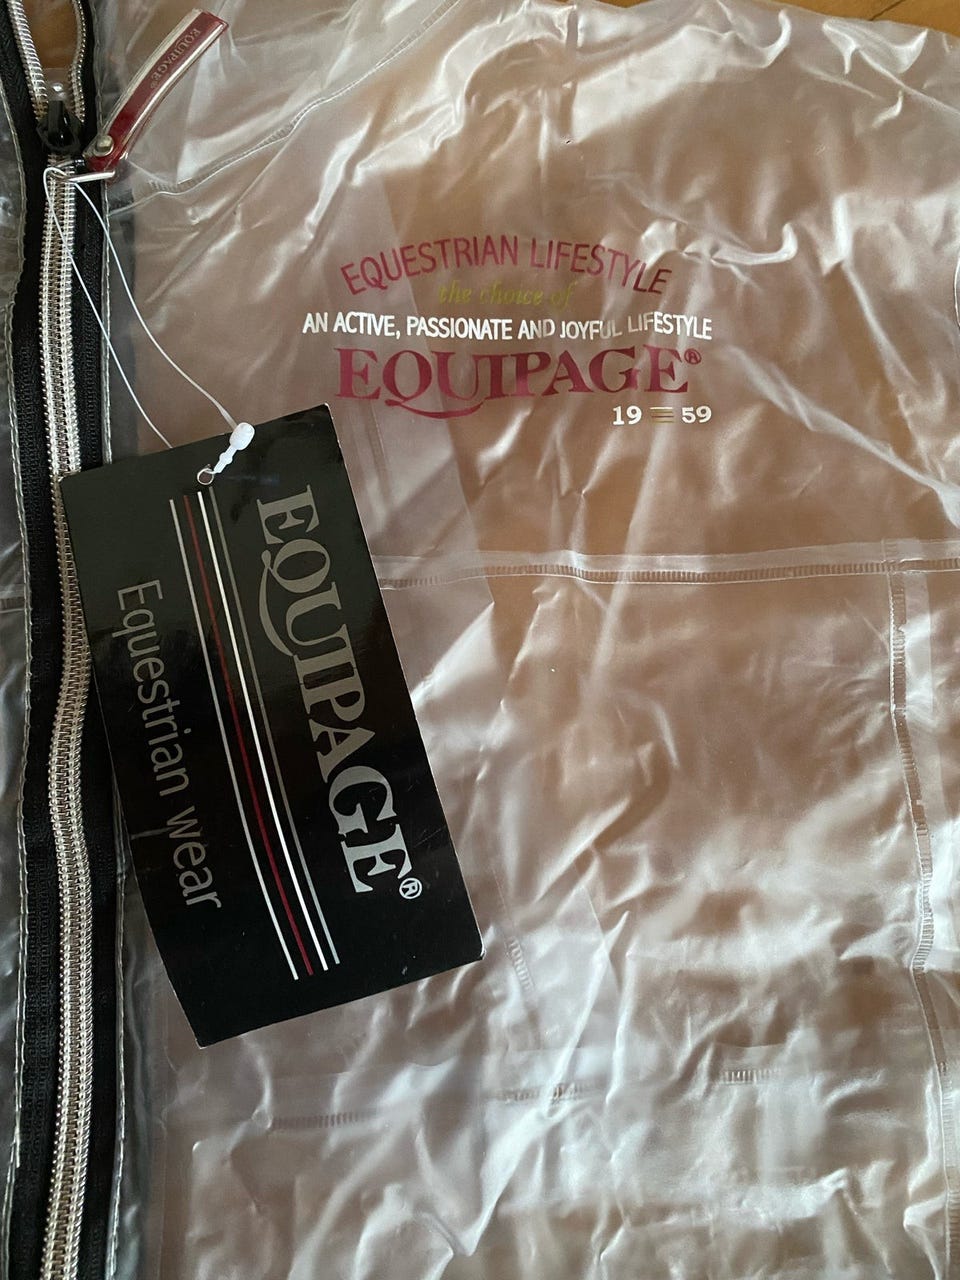 EQUIPAGE®
EQUESTRIAN LIFESTYLE
the choice of
AN ACTIVE, PASSIONATE AND JOYFUL LIFESTYLE
EQUIPAGE®
19 59
EQUIPAGE®
Equestrian wear